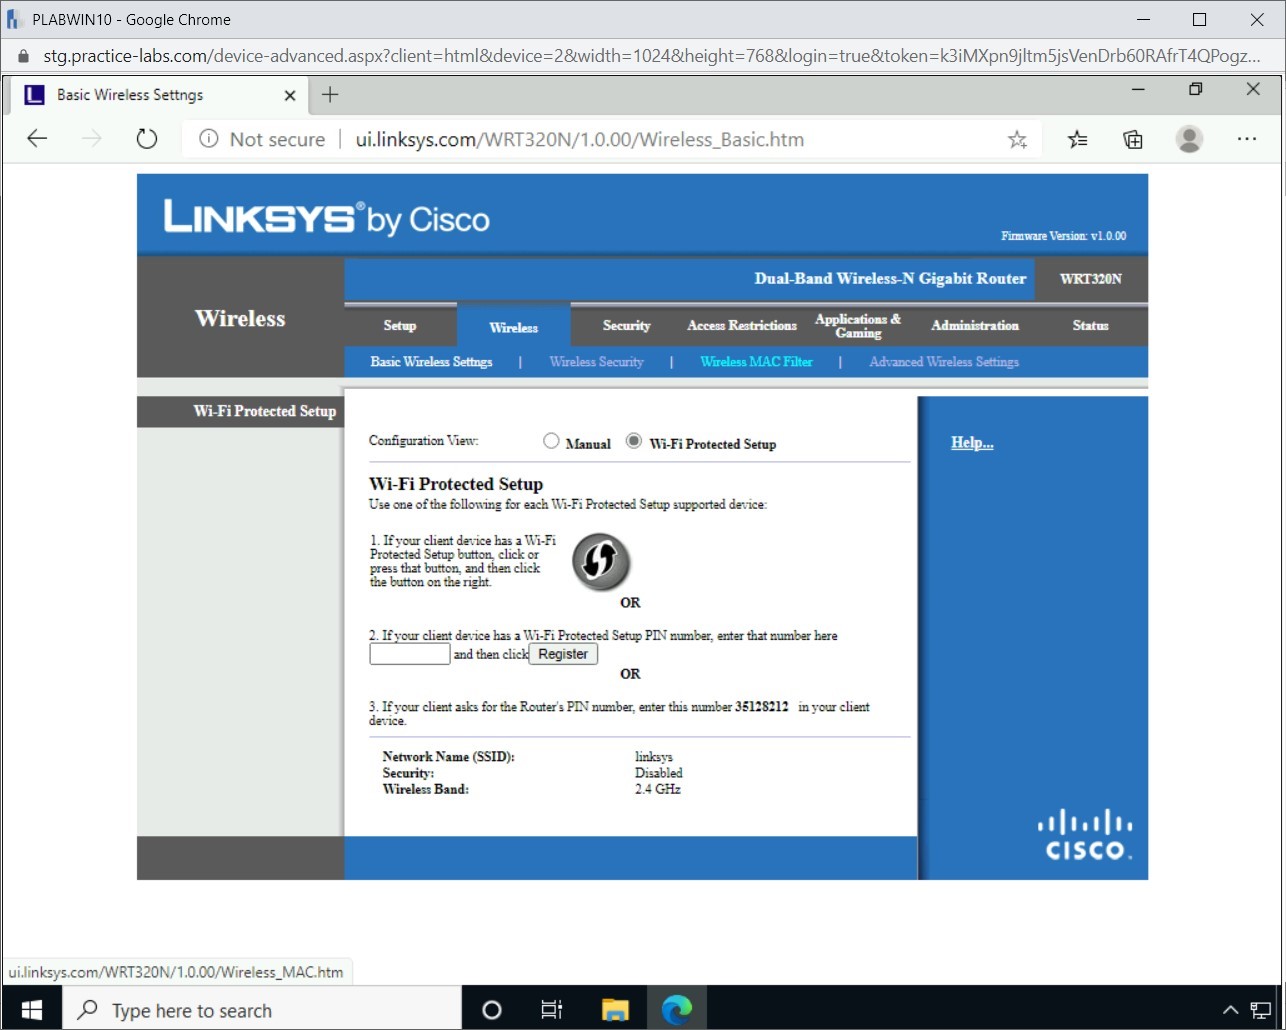 PLABWIN10 - Google Chrome
stg.practice-labs.com/device-advanced.aspx?client=html&device=2&width=1024&height=768&login=true&token=k3iMXpn9jltm5jsVenDrb60RAfrT4QPogz...
Basic Wireless Settngs
Not secure | ui.linksys.com/WRT320N/1.0.00/Wireless_Basic.htm
LINKSYS® by Cisco
Firmware Version: v1.0.00
Dual-Band Wireless-N Gigabit Router WRT320N
Wireless
Setup Wireless Security Access Restrictions Applications & Gaming Administration Status
Basic Wireless Settngs | Wireless Security | Wireless MAC Filter | Advanced Wireless Settings
Wi-Fi Protected Setup
Configuration View: Manual Wi-Fi Protected Setup
Help...
Wi-Fi Protected Setup
Use one of the following for each Wi-Fi Protected Setup supported device:
1. If your client device has a Wi-Fi
Protected Setup button, click or
press that button, and then click
the button on the right.
OR
2. If your client device has a Wi-Fi Protected Setup PIN number, enter that number here
and then click Register
OR
3. If your client asks for the Router's PIN number, enter this number 35128212 in your client
device.
Network Name (SSID): linksys
Security: Disabled
Wireless Band: 2.4 GHz
CISCO.
ui.linksys.com/WRT320N/1.0.00/Wireless_MAC.htm
Type here to search